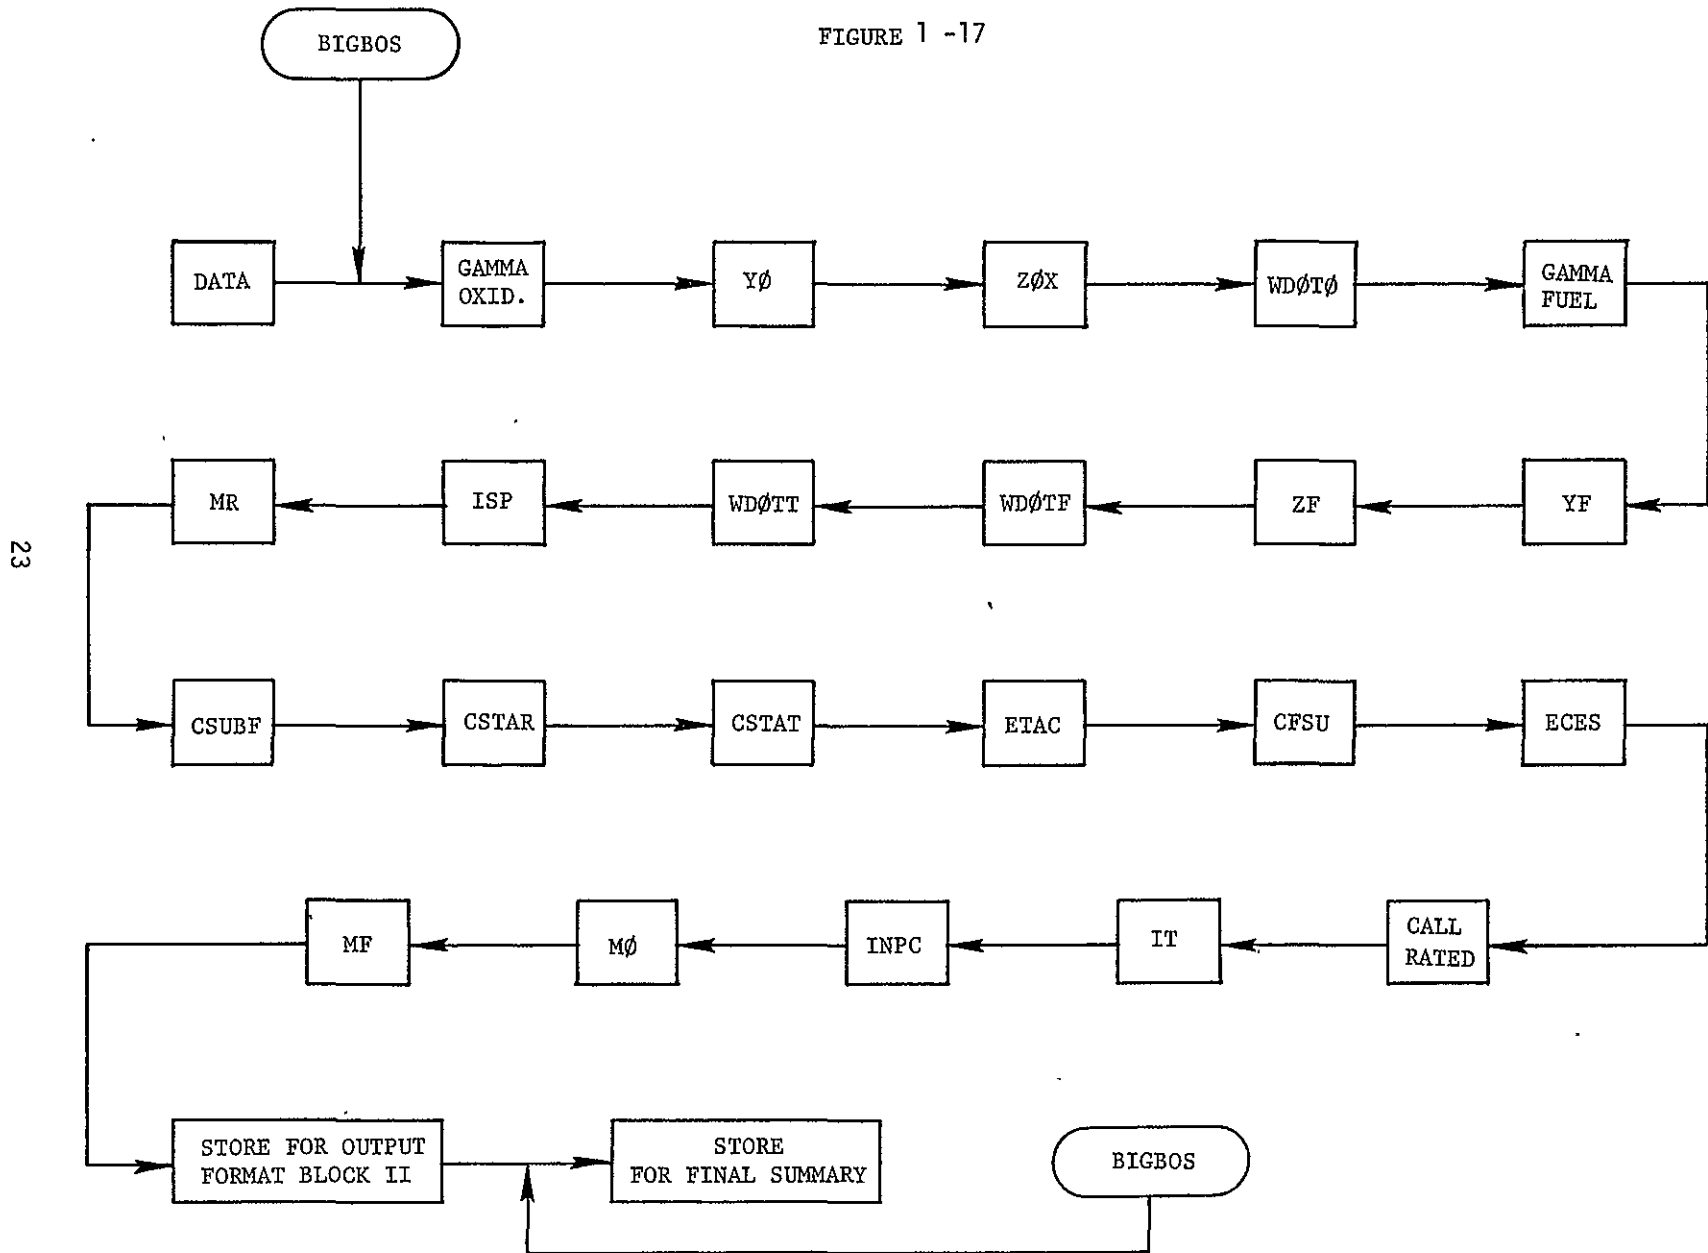 FIGURE 1 -17
BIGBOS
DATA
GAMMA
OXID.
YØ
ZØX
WDØTØ
GAMMA
FUEL
YF
ZF
WDØTF
WDØTT
ISP
MR
CSUBF
CSTAR
CSTAT
ETAC
CFSU
ECES
CALL
RATED
IT
INPC
MØ
MF
STORE FOR OUTPUT
FORMAT BLOCK II
STORE
FOR FINAL SUMMARY
BIGBOS
23